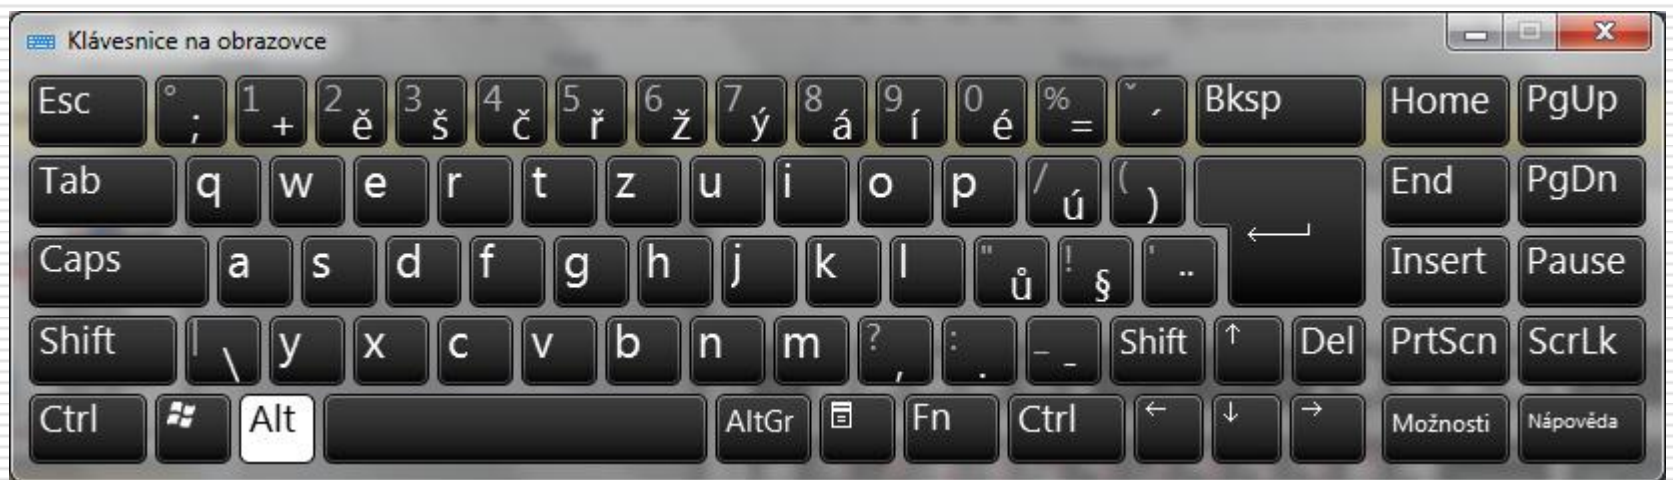 Klávesnice na obrazovce
Esc ° ; 1 + 2 ě 3 š 4 č 5 ř 6 ž 7 ý 8 á 9 í 0 é % = ˇ ´ Bksp Home PgUp
Tab q w e r t z u i o p / ú ( ) End PgDn
Caps a s d f g h j k l " ů ! § ' ¨ Insert Pause
Shift | \ y x c v b n m ? , : . _ - Shift ↑ Del PrtScn ScrLk
Ctrl Alt AltGr Fn Ctrl ← ↓ → Možnosti Nápověda